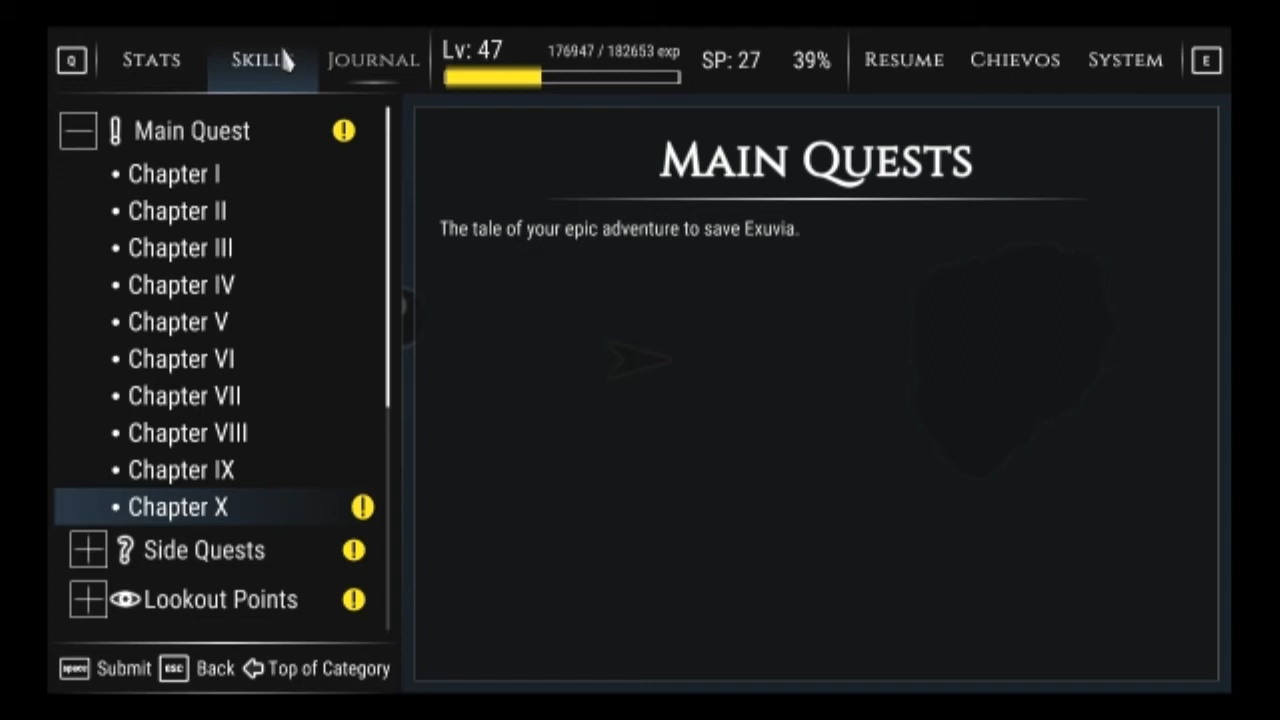 Q STATS SKILL JOURNAL Lv: 47 176947 / 182653 exp SP: 27 39% RESUME CHIEVOS SYSTEM E
Main Quest
• Chapter I
• Chapter II
• Chapter III
• Chapter IV
• Chapter V
• Chapter VI
• Chapter VII
• Chapter VIII
• Chapter IX
• Chapter X
Side Quests
Lookout Points
space Submit esc Back Top of Category
MAIN QUESTS
The tale of your epic adventure to save Exuvia.